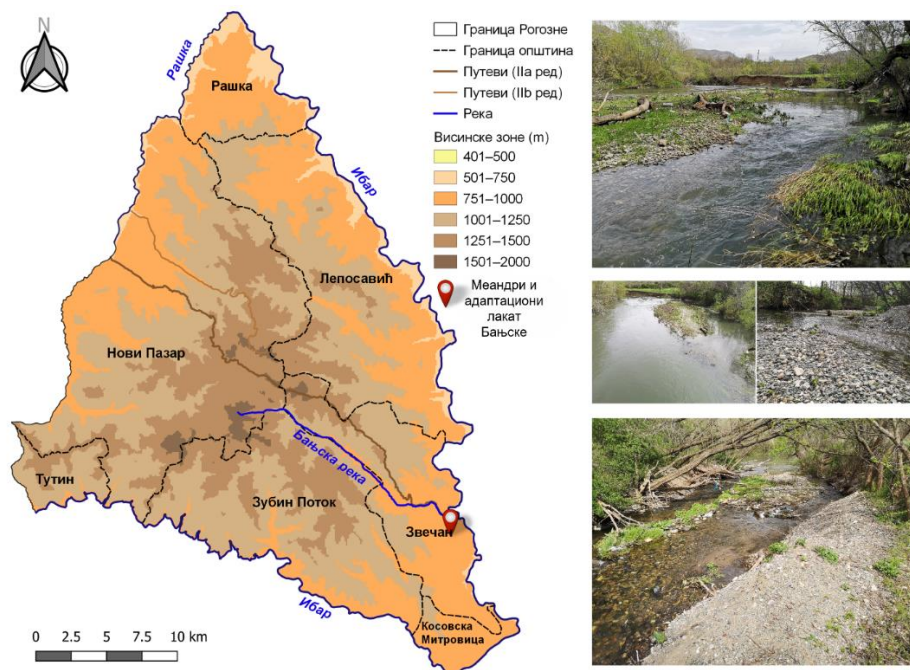 N
Граница Рогозне
Граница општина
Путеви (IIa ред)
Путеви (IIb ред)
Река
Висинске зоне (m)
401–500
501–750
751–1000
1001–1250
1251–1500
1501–2000
Меандри и
адаптациони
лакат
Бањске
Рашка
Рашка
Ибар
Лепосавић
Нови Пазар
Бањска река
Тутин
Зубин Поток
Звечан
Ибар
Косовска
Митровица
0 2.5 5 7.5 10 km